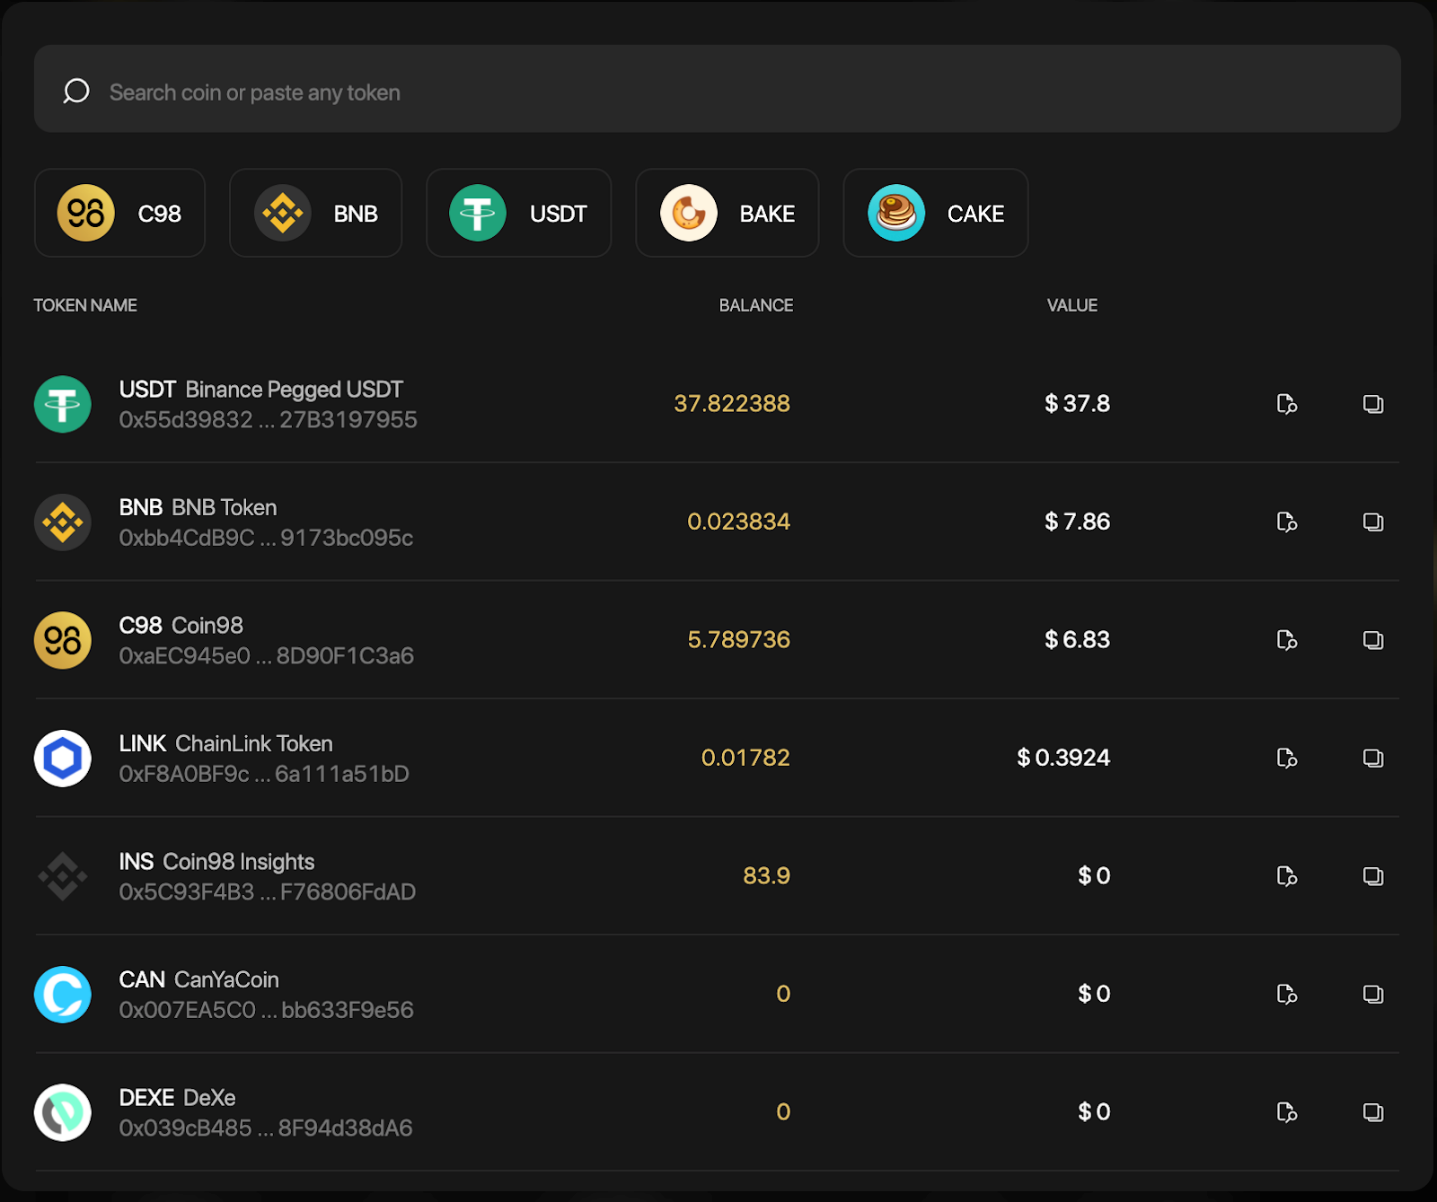 Search coin or paste any token
C98 BNB USDT BAKE CAKE
TOKEN NAME BALANCE VALUE
USDT Binance Pegged USDT
0x55d39832 ... 27B3197955
37.822388 $ 37.8
BNB BNB Token
0xbb4CdB9C ... 9173bc095c
0.023834 $ 7.86
C98 Coin98
0xaEC945e0 ... 8D90F1C3a6
5.789736 $ 6.83
LINK ChainLink Token
0xF8A0BF9c ... 6a111a51bD
0.01782 $ 0.3924
INS Coin98 Insights
0x5C93F4B3 ... F76806FdAD
83.9 $ 0
CAN CanYaCoin
0x007EA5C0 ... bb633F9e56
0 $ 0
DEXE DeXe
0x039cB485 ... 8F94d38dA6
0 $ 0